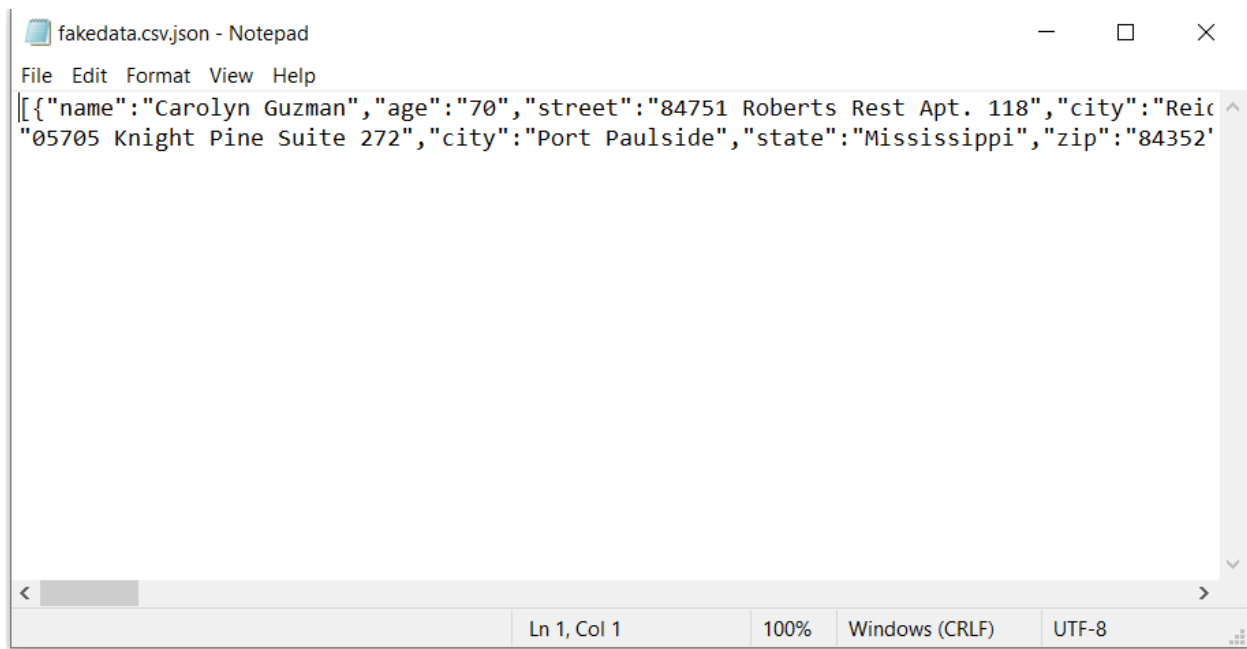 fakedata.csv.json - Notepad
File Edit Format View Help
[{"name":"Carolyn Guzman","age":"70","street":"84751 Roberts Rest Apt. 118","city":"Reid
"05705 Knight Pine Suite 272","city":"Port Paulside","state":"Mississippi","zip":"84352"
Ln 1, Col 1 100% Windows (CRLF) UTF-8